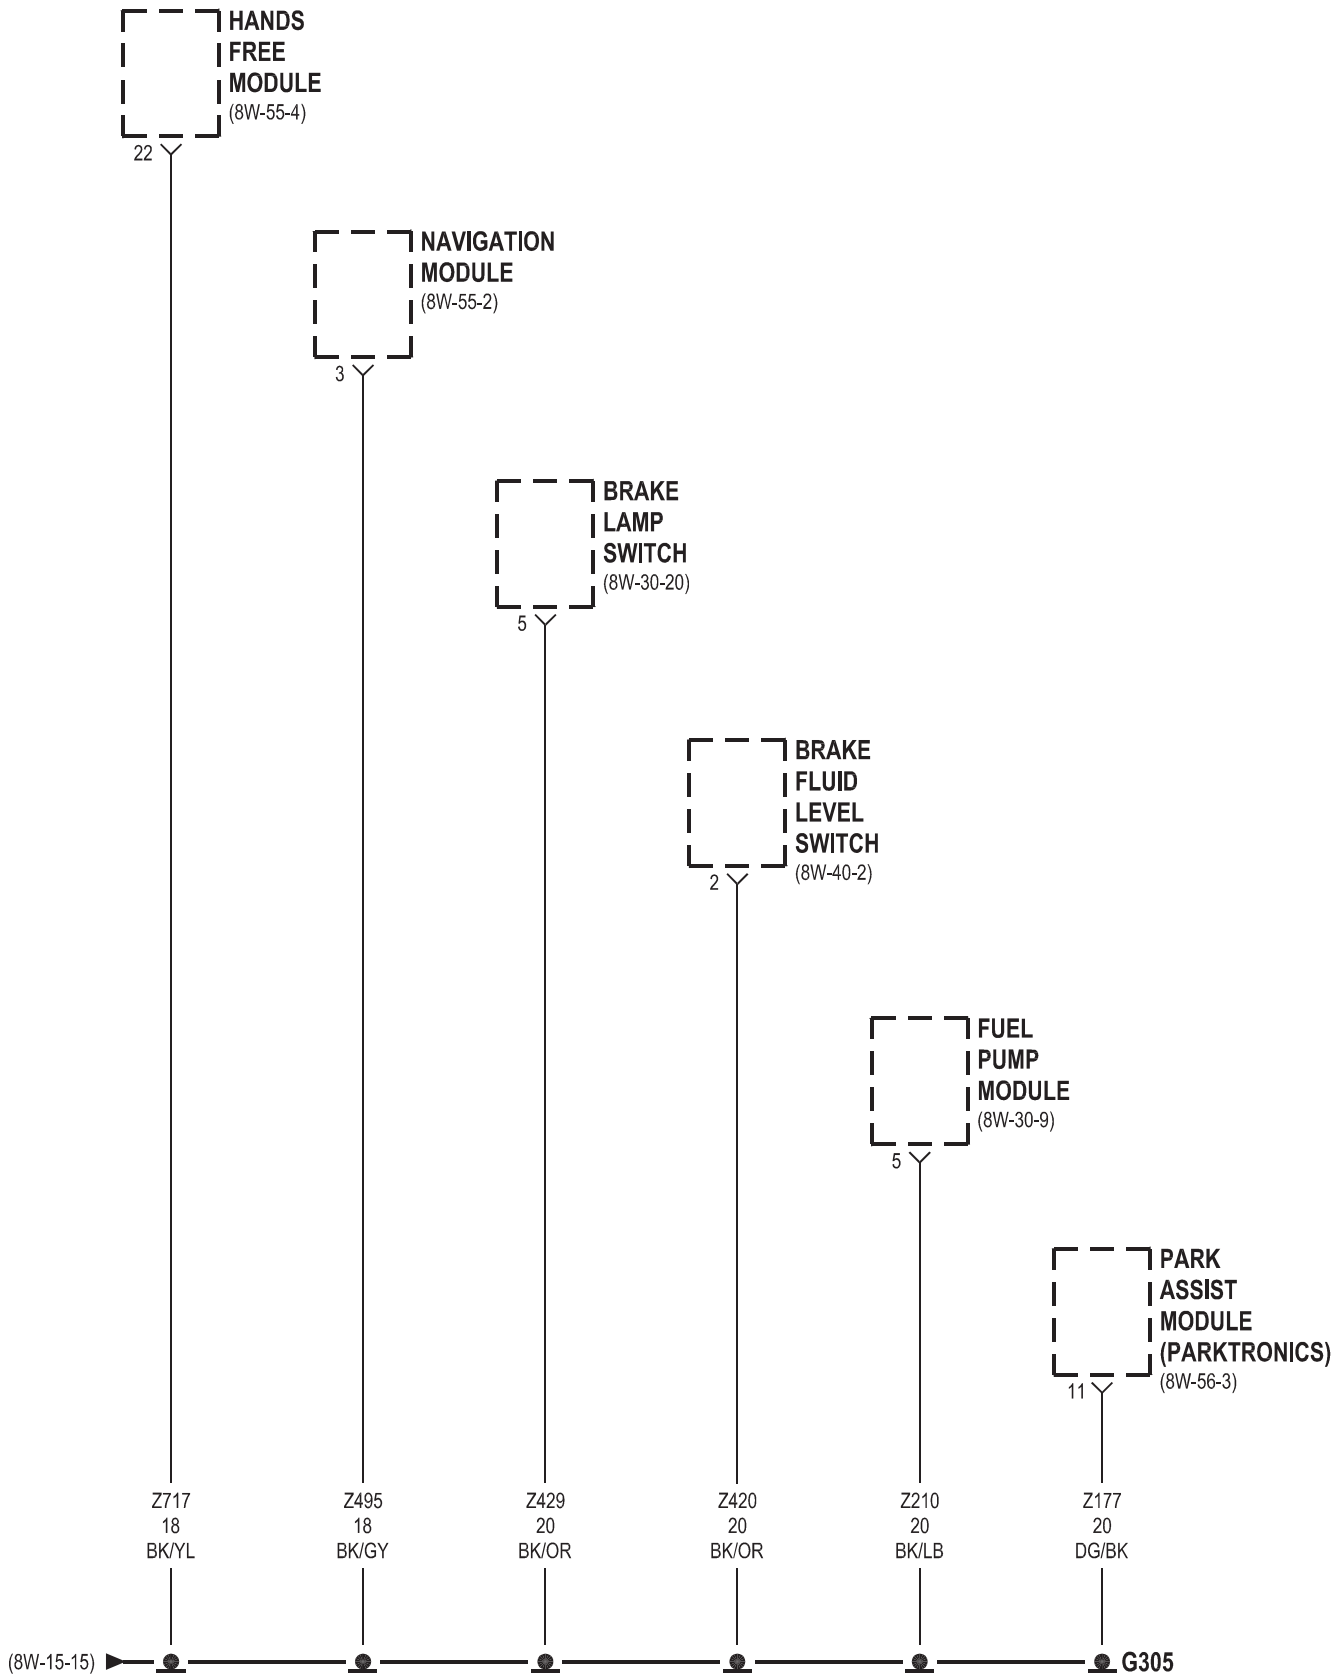 HANDS
FREE
MODULE
(8W-55-4)
22
NAVIGATION
MODULE
(8W-55-2)
3
BRAKE
LAMP
SWITCH
(8W-30-20)
5
BRAKE
FLUID
LEVEL
SWITCH
(8W-40-2)
2
FUEL
PUMP
MODULE
(8W-30-9)
5
PARK
ASSIST
MODULE
(PARKTRONICS)
(8W-56-3)
11
Z717
18
BK/YL
Z495
18
BK/GY
Z429
20
BK/OR
Z420
20
BK/OR
Z210
20
BK/LB
Z177
20
DG/BK
(8W-15-15)
G305